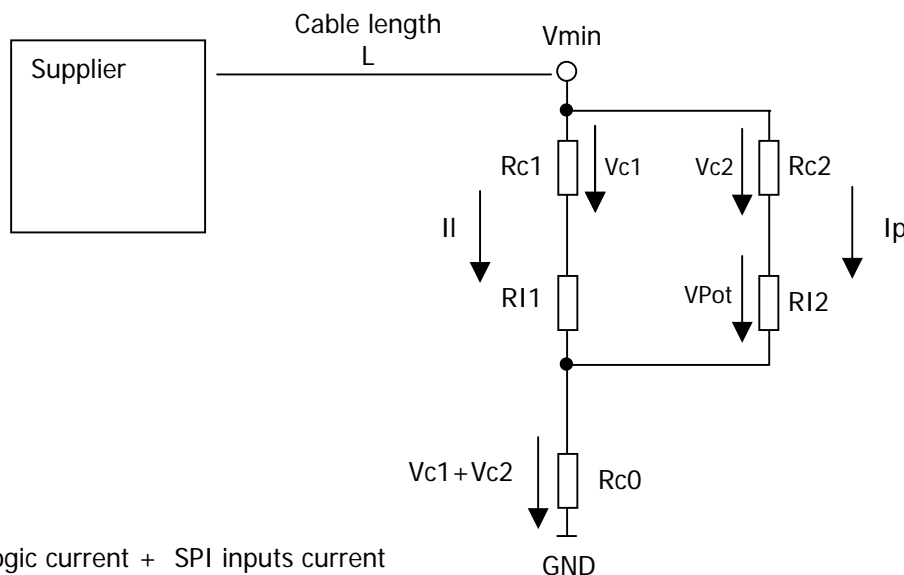 Cable length
L
Vmin
Supplier
Rc1
Vc1
Vc2
Rc2
Il
Ip
Rl1
VPot
Rl2
Vc1+Vc2
Rc0
ogic current + SPI inputs current
GND